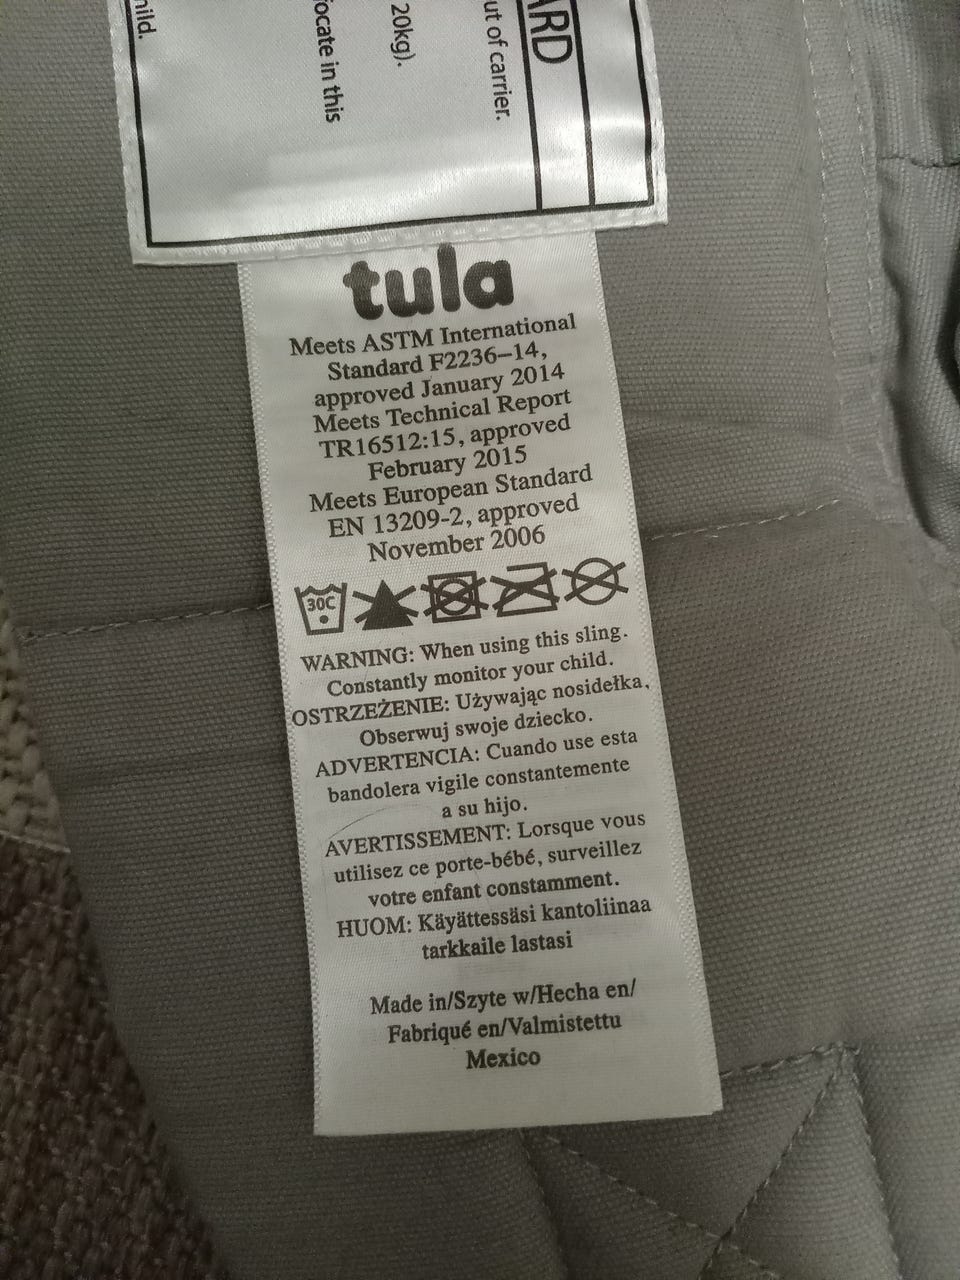 ARD
ut of carrier.
20kg).
focate in this
hild.
tula
Meets ASTM International
Standard F2236–14,
approved January 2014
Meets Technical Report
TR16512:15, approved
February 2015
Meets European Standard
EN 13209-2, approved
November 2006
30C
WARNING: When using this sling.
Constantly monitor your child.
OSTRZEŻENIE: Używając nosidełka,
Obserwuj swoje dziecko.
ADVERTENCIA: Cuando use esta
bandolera vigile constantemente
a su hijo.
AVERTISSEMENT: Lorsque vous
utilisez ce porte-bébé, surveillez
votre enfant constamment.
HUOM: Käyättessäsi kantoliinaa
tarkkaile lastasi
Made in/Szyte w/Hecha en/
Fabriqué en/Valmistettu
Mexico